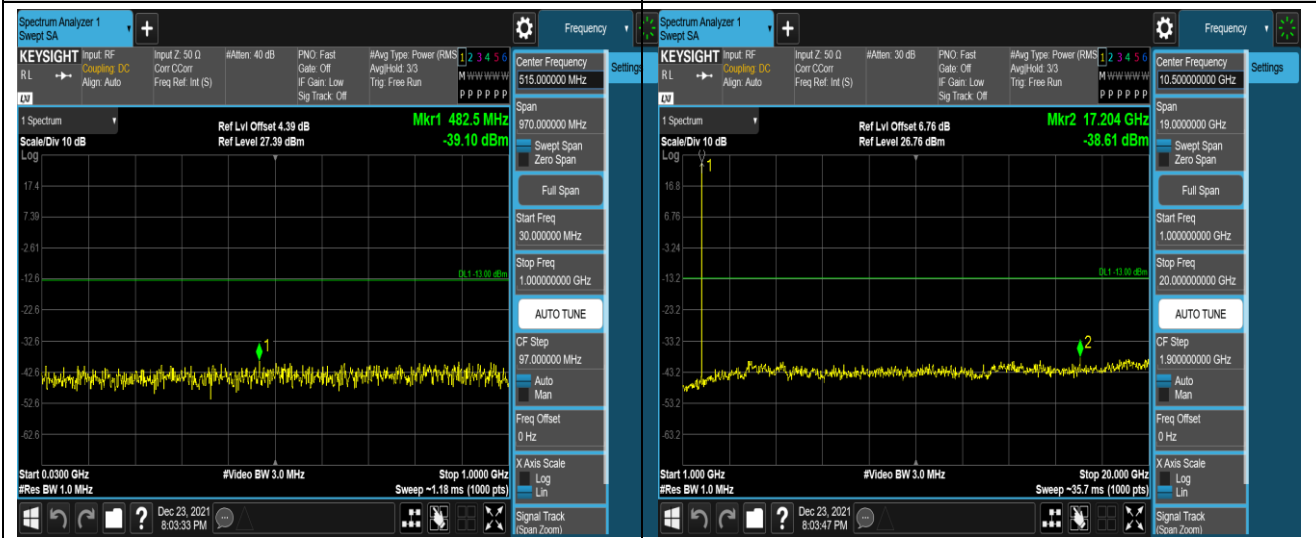 Spectrum Analyzer 1
Swept SA
+
Frequency
KEYSIGHT
RL
LXI
Input: RF
Coupling: DC
Align: Auto
Input Z: 50 Ω
Corr CCorr
Freq Ref: Int (S)
#Atten: 40 dB
PNO: Fast
Gate: Off
IF Gain: Low
Sig Track: Off
#Avg Type: Power (RMS
Avg|Hold: 3/3
Trig: Free Run
1 2 3 4 5 6
M W W W W W
P P P P P P
1 Spectrum
Scale/Div 10 dB
Log
Ref Lvl Offset 4.39 dB
Ref Level 27.39 dBm
Mkr1 482.5 MHz
-39.10 dBm
17.4
7.39
-2.61
-12.6
-22.6
-32.6
-42.6
-52.6
-62.6
DL1 -13.00 dBm
1
Start 0.0300 GHz
#Res BW 1.0 MHz
#Video BW 3.0 MHz
Stop 1.0000 GHz
Sweep ~1.18 ms (1000 pts)
Dec 23, 2021
8:03:33 PM
?
Center Frequency
515.000000 MHz
Settings
Span
970.000000 MHz
Swept Span
Zero Span
Full Span
Start Freq
30.000000 MHz
Stop Freq
1.000000000 GHz
AUTO TUNE
CF Step
97.000000 MHz
Auto
Man
Freq Offset
0 Hz
X Axis Scale
Log
Lin
Signal Track
(Span Zoom)
Spectrum Analyzer 1
Swept SA
+
Frequency
KEYSIGHT
RL
LXI
Input: RF
Coupling: DC
Align: Auto
Input Z: 50 Ω
Corr CCorr
Freq Ref: Int (S)
#Atten: 30 dB
PNO: Fast
Gate: Off
IF Gain: Low
Sig Track: Off
#Avg Type: Power (RMS
Avg|Hold: 3/3
Trig: Free Run
1 2 3 4 5 6
M W W W W W
P P P P P P
1 Spectrum
Scale/Div 10 dB
Log
Ref Lvl Offset 6.76 dB
Ref Level 26.76 dBm
Mkr2 17.204 GHz
-38.61 dBm
1
16.8
6.76
-3.24
-13.2
-23.2
-33.2
-43.2
-53.2
-63.2
DL1 -13.00 dBm
2
Start 1.000 GHz
#Res BW 1.0 MHz
#Video BW 3.0 MHz
Stop 20.000 GHz
Sweep ~35.7 ms (1000 pts)
Dec 23, 2021
8:03:47 PM
?
Center Frequency
10.500000000 GHz
Settings
Span
19.0000000 GHz
Swept Span
Zero Span
Full Span
Start Freq
1.000000000 GHz
Stop Freq
20.000000000 GHz
AUTO TUNE
CF Step
1.900000000 GHz
Auto
Man
Freq Offset
0 Hz
X Axis Scale
Log
Lin
Signal Track
(Span Zoom)